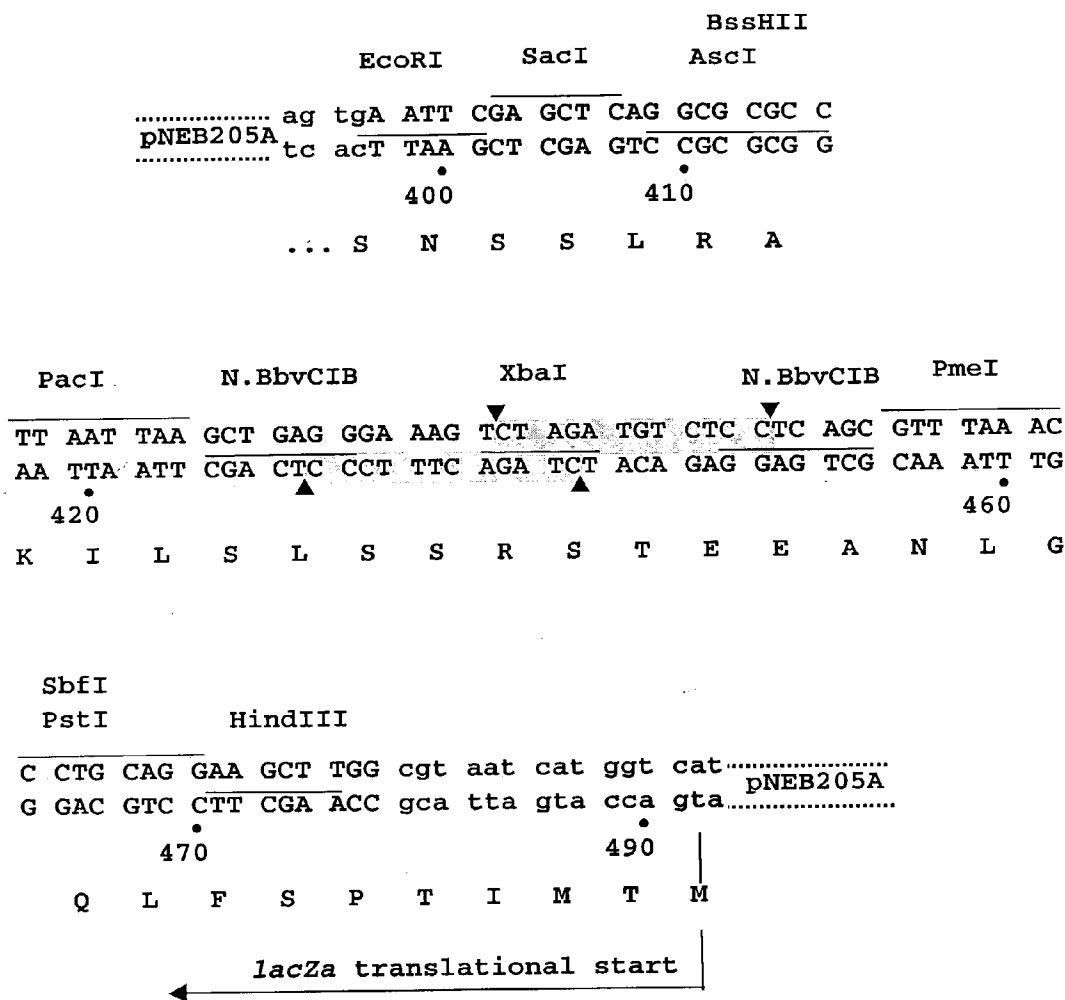 BssHII
EcoRI SacI AscI
ag tgA ATT CGA GCT CAG GCG CGC C
pNEB205A
tc acT TAA GCT CGA GTC CGC GCG G
400 410
... S N S S L R A
PacI N.BbvCIB XbaI N.BbvCIB PmeI
TT AAT TAA GCT GAG GGA AAG TCT AGA TGT CTC CTC AGC GTT TAA AC
AA TTA ATT CGA CTC CCT TTC AGA TCT ACA GAG GAG TCG CAA ATT TG
420 460
K I L S L S S R S T E E A N L G
SbfI
PstI HindIII
C CTG CAG GAA GCT TGG cgt aat cat ggt cat
pNEB205A
G GAC GTC CTT CGA ACC gca tta gta cca gta
470 490
Q L F S P T I M T M
lacZa translational start